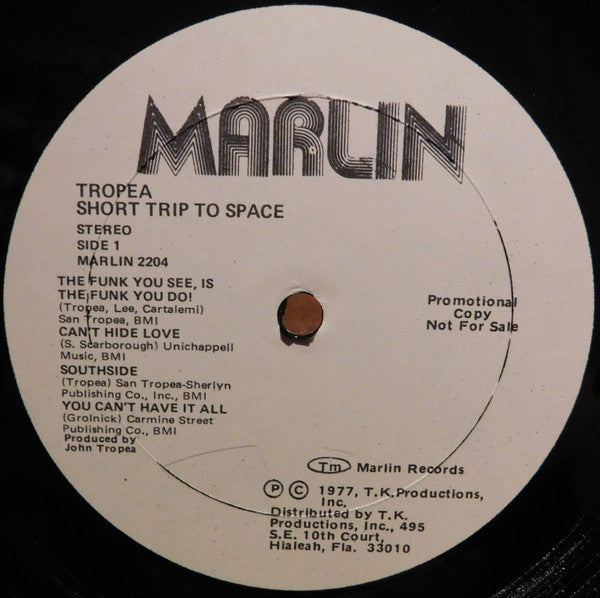 MARLIN
TROPEA
SHORT TRIP TO SPACE
STEREO
SIDE 1
MARLIN 2204
THE FUNK YOU SEE, IS
THE FUNK YOU DO!
(Tropea, Lee, Cartalemi)
San Tropea, BMI
CAN'T HIDE LOVE
(S. Scarborough) Unichappell
Music, BMI
SOUTHSIDE
(Tropea) San Tropea-Sherlyn
Publishing Co., Inc., BMI
YOU CAN'T HAVE IT ALL
(Grolnick) Carmine Street
Publishing Co., BMI
Produced by
John Tropea
Promotional
Copy
Not For Sale
Tm Marlin Records
Ⓟ Ⓒ 1977, T.K.Productions,
Inc.
Distributed by T.K.
Productions, Inc., 495
S.E. 10th Court,
Hialeah, Fla. 33010